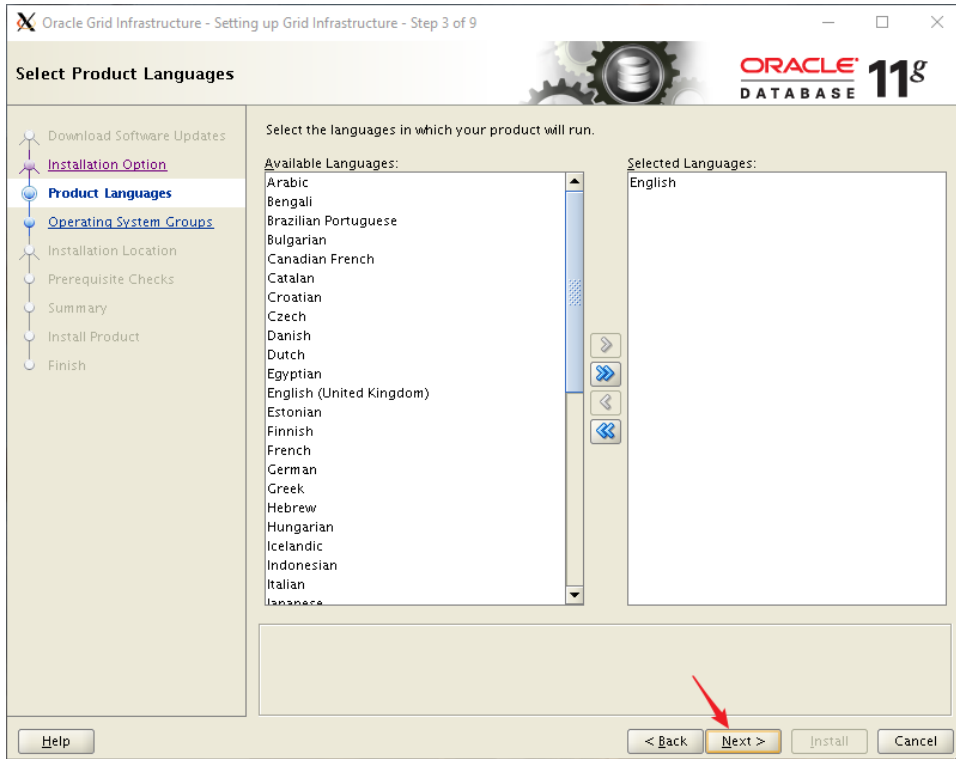 Oracle Grid Infrastructure - Setting up Grid Infrastructure - Step 3 of 9
Select Product Languages
ORACLE
DATABASE
11g
Download Software Updates
Installation Option
Product Languages
Operating System Groups
Installation Location
Prerequisite Checks
Summary
Install Product
Finish
Select the languages in which your product will run.
Available Languages:
Arabic
Bengali
Brazilian Portuguese
Bulgarian
Canadian French
Catalan
Croatian
Czech
Danish
Dutch
Egyptian
English (United Kingdom)
Estonian
Finnish
French
German
Greek
Hebrew
Hungarian
Icelandic
Indonesian
Italian
Japanese
Selected Languages:
English
Help
< Back
Next >
Install
Cancel